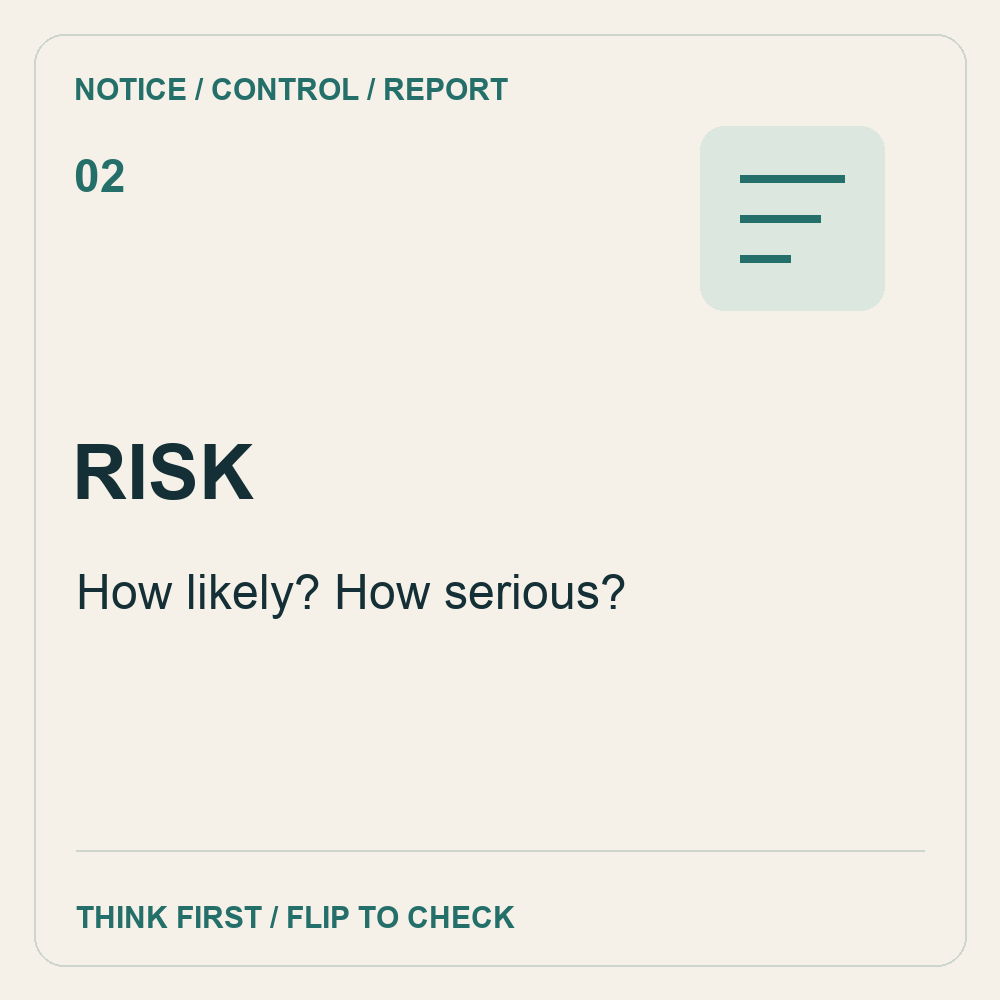 NOTICE / CONTROL / REPORT
02
RISK
How likely? How serious?
THINK FIRST / FLIP TO CHECK